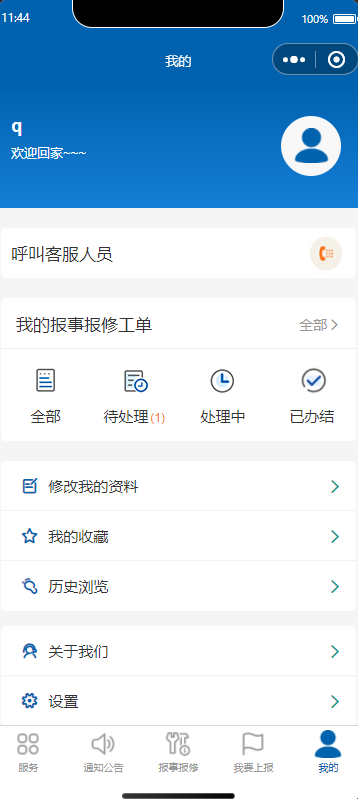 11:44
100%
我的
q
欢迎回家~~~
呼叫客服人员
我的报事报修工单
全部
全部
待处理(1)
处理中
已办结
修改我的资料
我的收藏
历史浏览
关于我们
设置
服务
通知公告
报事报修
我要上报
我的